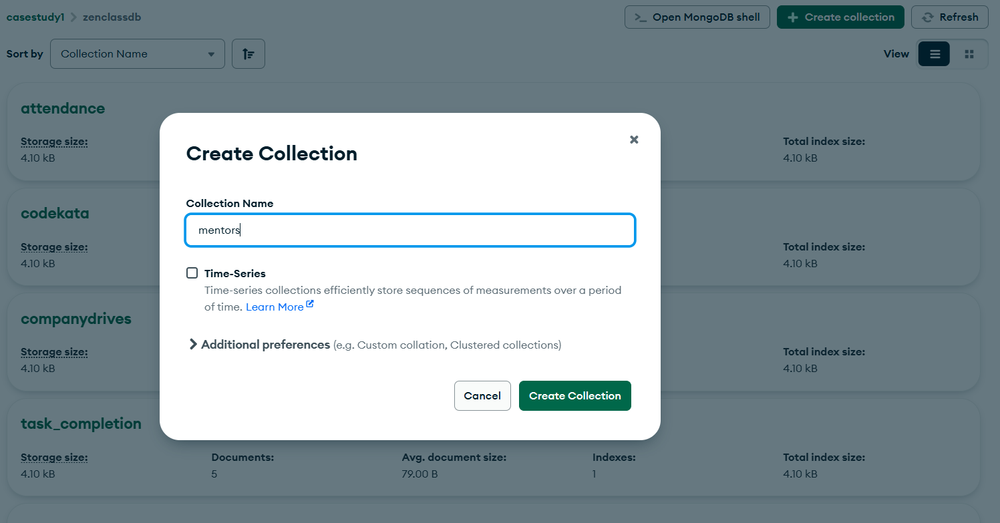 casestudy1 > zenclassdb
>_ Open MongoDB shell
+ Create collection
Refresh
Sort by
Collection Name
View
attendance
Storage size:
4.10 kB
Total index size:
4.10 kB
codekata
Storage size:
4.10 kB
Total index size:
4.10 kB
companydrives
Storage size:
4.10 kB
Total index size:
4.10 kB
task_completion
Storage size:
4.10 kB
Documents:
5
Avg. document size:
79.00 B
Indexes:
1
Total index size:
4.10 kB
Create Collection
Collection Name
mentors
Time-Series
Time-series collections efficiently store sequences of measurements over a period
of time. Learn More
Additional preferences (e.g. Custom collation, Clustered collections)
Cancel
Create Collection